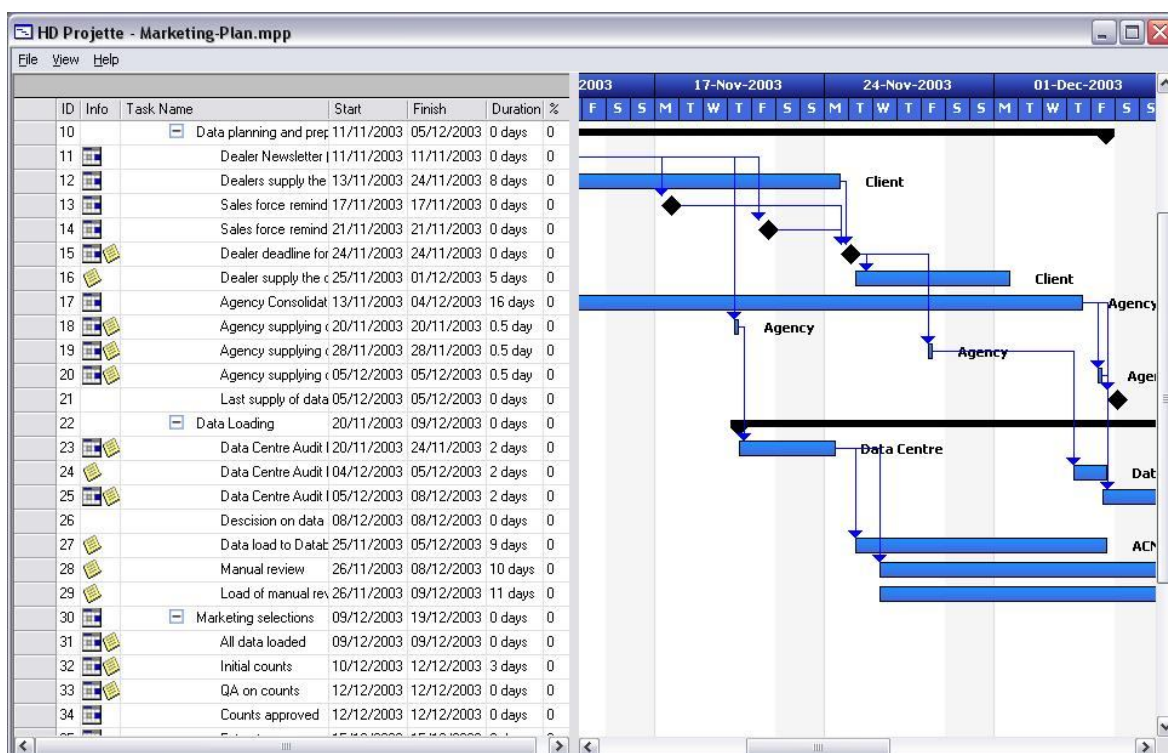 HD Projette - Marketing-Plan.mpp
File View Help
2003 17-Nov-2003 24-Nov-2003 01-Dec-2003
ID Info Task Name Start Finish Duration % F S S M T W T F S S M T W T F S S M T W T F S S
10 Data planning and prep 11/11/2003 05/12/2003 0 days 0
11 Dealer Newsletter 11/11/2003 11/11/2003 0 days 0
12 Dealers supply the 13/11/2003 24/11/2003 8 days 0 Client
13 Sales force remind 17/11/2003 17/11/2003 0 days 0
14 Sales force remind 21/11/2003 21/11/2003 0 days 0
15 Dealer deadline for 24/11/2003 24/11/2003 0 days 0
16 Dealer supply the 25/11/2003 01/12/2003 5 days 0 Client
17 Agency Consolidat 13/11/2003 04/12/2003 16 days 0 Agency
18 Agency supplying 20/11/2003 20/11/2003 0.5 day 0 Agency
19 Agency supplying 28/11/2003 28/11/2003 0.5 day 0 Agency
20 Agency supplying 05/12/2003 05/12/2003 0.5 day 0 Age
21 Last supply of data 05/12/2003 05/12/2003 0 days 0
22 Data Loading 20/11/2003 09/12/2003 0 days 0
23 Data Centre Audit 20/11/2003 24/11/2003 2 days 0 Data Centre
24 Data Centre Audit 04/12/2003 05/12/2003 2 days 0 Dat
25 Data Centre Audit 05/12/2003 08/12/2003 2 days 0
26 Descision on data 08/12/2003 08/12/2003 0 days 0
27 Data load to Datab 25/11/2003 05/12/2003 9 days 0 ACN
28 Manual review 26/11/2003 08/12/2003 10 days 0
29 Load of manual rev 26/11/2003 09/12/2003 11 days 0
30 Marketing selections 09/12/2003 19/12/2003 0 days 0
31 All data loaded 09/12/2003 09/12/2003 0 days 0
32 Initial counts 10/12/2003 12/12/2003 3 days 0
33 QA on counts 12/12/2003 12/12/2003 0 days 0
34 Counts approved 12/12/2003 12/12/2003 0 days 0